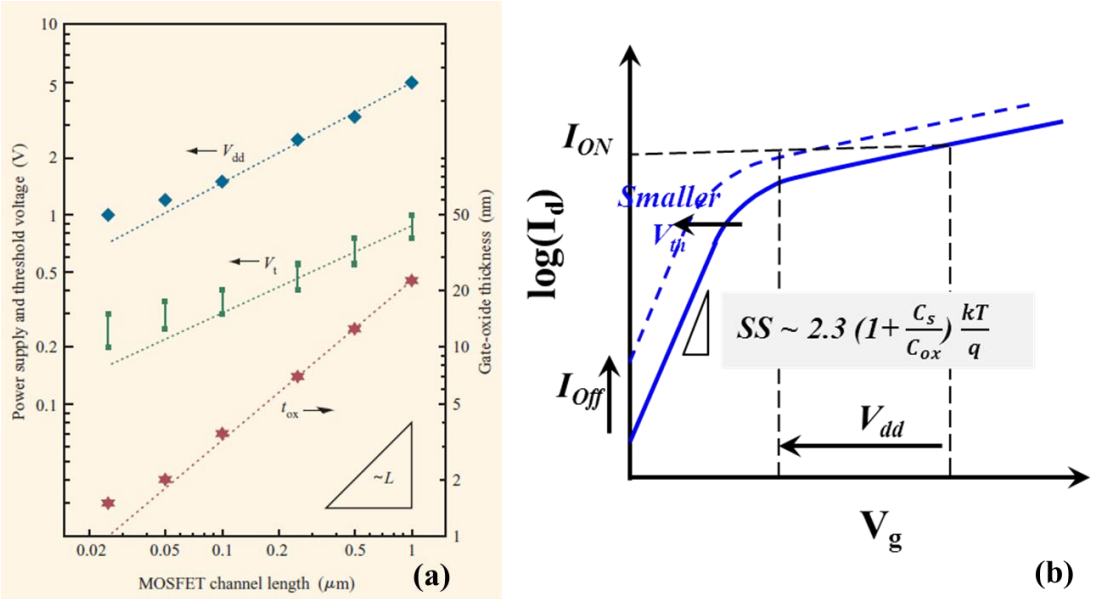 10
5
2
1
0.5
0.2
0.1
Power supply and threshold voltage (V)
V_dd
V_t
t_ox
~L
50
20
10
5
2
1
Gate-oxide thickness (nm)
0.02
0.05
0.1
0.2
0.5
1
MOSFET channel length (μm)
(a)
log(I_d)
I_ON
I_Off
Smaller
V_th
SS ~ 2.3 (1+ C_s/C_ox) kT/q
V_dd
V_g
(b)